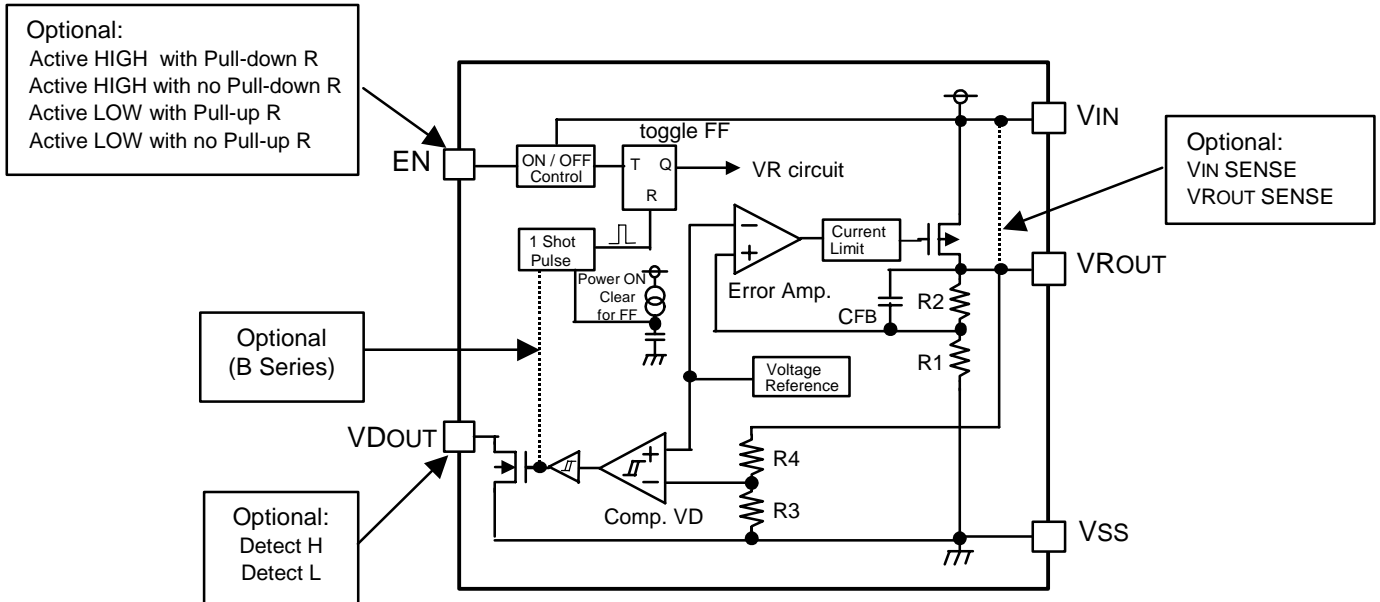 Optional:
Active HIGH with Pull-down R
Active HIGH with no Pull-down R
Active LOW with Pull-up R
Active LOW with no Pull-up R
EN
ON / OFF
Control
toggle FF
T Q
R
VR circuit
1 Shot
Pulse
Power ON
Clear
for FF
−
+
Error Amp.
Current
Limit
CFB
R2
R1
VIN
VROUT
Optional:
VIN SENSE
VROUT SENSE
Optional
(B Series)
Voltage
Reference
VDOUT
+
−
Comp. VD
R4
R3
VSS
Optional:
Detect H
Detect L